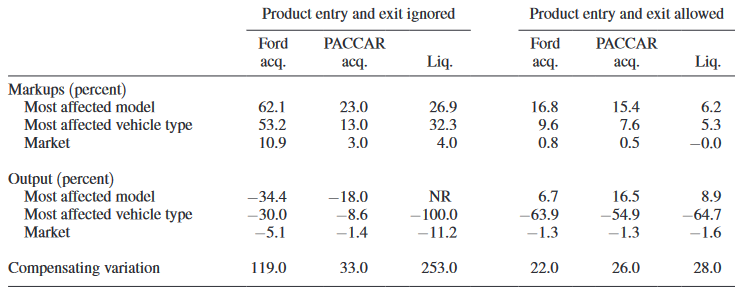 Product entry and exit ignored Product entry and exit allowed
Ford PACCAR Ford PACCAR
acq. acq. Liq. acq. acq. Liq.
Markups (percent)
Most affected model 62.1 23.0 26.9 16.8 15.4 6.2
Most affected vehicle type 53.2 13.0 32.3 9.6 7.6 5.3
Market 10.9 3.0 4.0 0.8 0.5 −0.0
Output (percent)
Most affected model −34.4 −18.0 NR 6.7 16.5 8.9
Most affected vehicle type −30.0 −8.6 −100.0 −63.9 −54.9 −64.7
Market −5.1 −1.4 −11.2 −1.3 −1.3 −1.6
Compensating variation 119.0 33.0 253.0 22.0 26.0 28.0